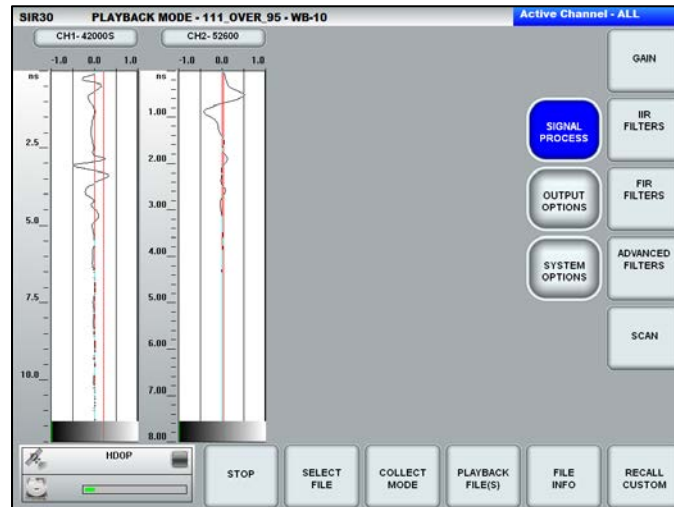 SIR30 PLAYBACK MODE - 111_OVER_95 - WB-10
Active Channel - ALL
CH1- 42000S
CH2- 52600
-1.0 0.0 1.0
-1.0 0.0 1.0
ns
2.5
5.0
7.5
10.0
ns
1.00
2.00
3.00
4.00
5.00
6.00
7.00
8.00
SIGNAL
PROCESS
OUTPUT
OPTIONS
SYSTEM
OPTIONS
GAIN
IIR
FILTERS
FIR
FILTERS
ADVANCED
FILTERS
SCAN
HDOP
STOP
SELECT
FILE
COLLECT
MODE
PLAYBACK
FILE(S)
FILE
INFO
RECALL
CUSTOM